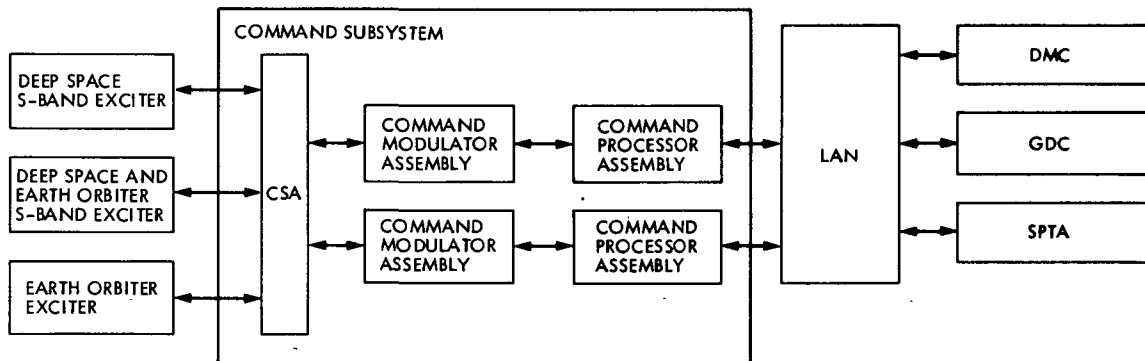 COMMAND SUBSYSTEM
DEEP SPACE
S-BAND EXCITER
DEEP SPACE AND
EARTH ORBITER
S-BAND EXCITER
EARTH ORBITER
EXCITER
CSA
COMMAND
MODULATOR
ASSEMBLY
COMMAND
PROCESSOR
ASSEMBLY
COMMAND
MODULATOR
ASSEMBLY
COMMAND
PROCESSOR
ASSEMBLY
LAN
DMC
GDC
SPTA